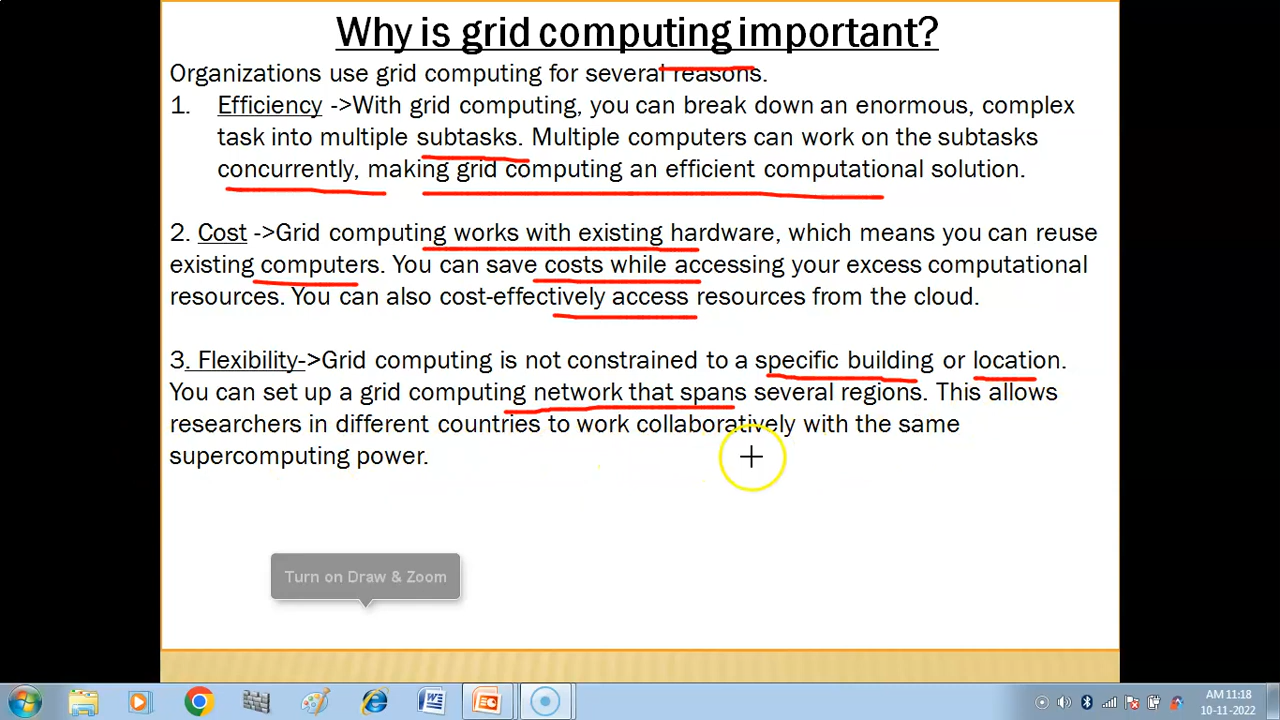 Why is grid computing important?
Organizations use grid computing for several reasons.
1. Efficiency ->With grid computing, you can break down an enormous, complex
task into multiple subtasks. Multiple computers can work on the subtasks
concurrently, making grid computing an efficient computational solution.
2. Cost ->Grid computing works with existing hardware, which means you can reuse
existing computers. You can save costs while accessing your excess computational
resources. You can also cost-effectively access resources from the cloud.
3. Flexibility->Grid computing is not constrained to a specific building or location.
You can set up a grid computing network that spans several regions. This allows
researchers in different countries to work collaboratively with the same
supercomputing power.
Turn on Draw & Zoom
AM 11:18
10-11-2022